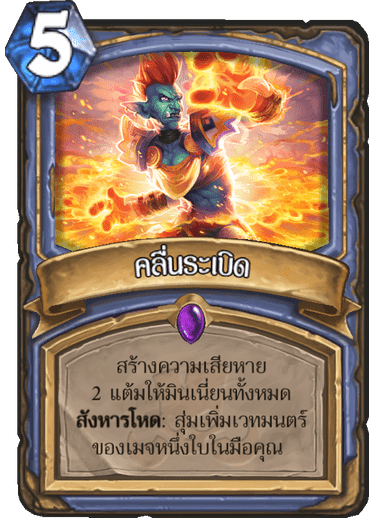 5
คลื่นระเบิด
สร้างความเสียหาย
2 แต้มให้มินเนี่ยนทั้งหมด
สังหารโหด: สุ่มเพิ่มเวทมนตร์
ของเมจหนึ่งใบในมือคุณ